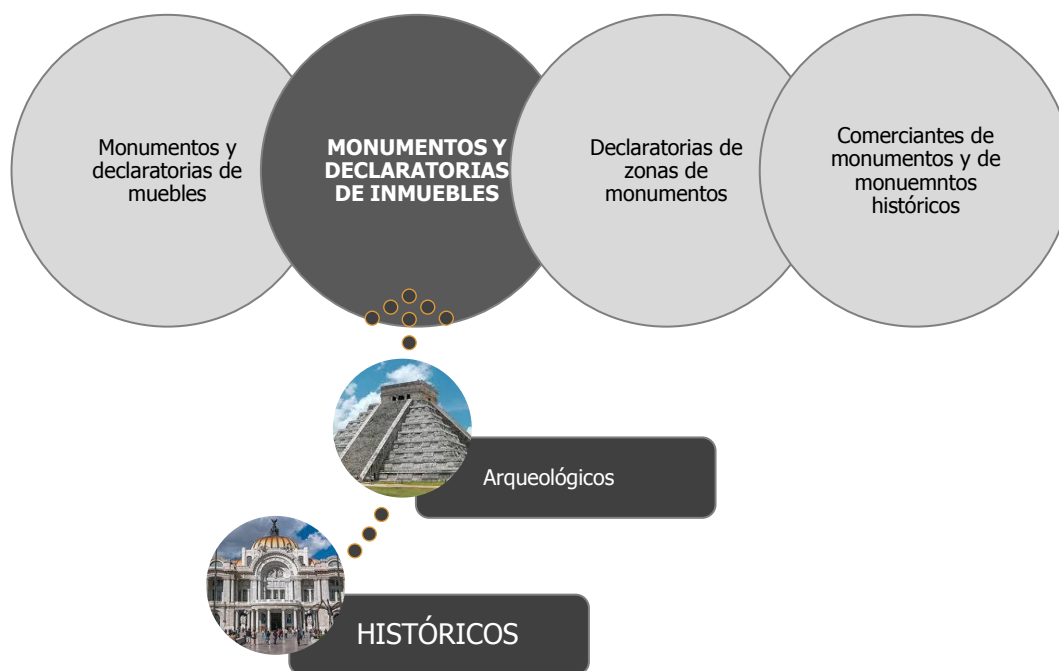 Monumentos y
declaratorias de
muebles
MONUMENTOS Y
DECLARATORIAS
DE INMUEBLES
Declaratorias de
zonas de
monumentos
Comerciantes de
monumentos y de
monuemntos
históricos
Arqueológicos
HISTÓRICOS